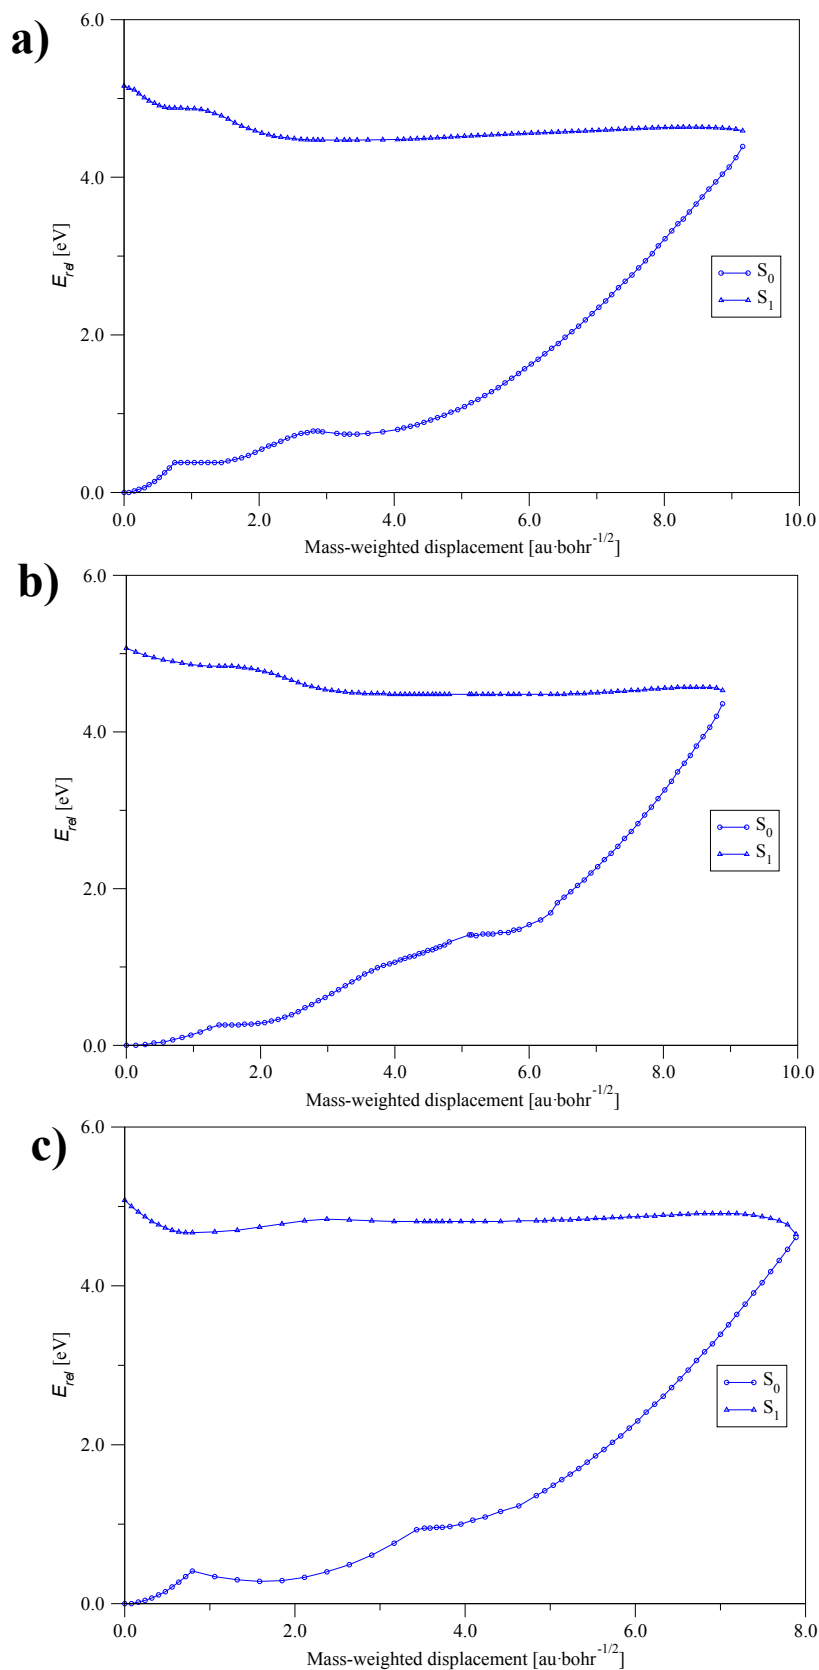 a)
6.0
4.0
2.0
0.0
E_rel [eV]
S_0
S_1
0.0 2.0 4.0 6.0 8.0 10.0
Mass-weighted displacement [au·bohr^-1/2]
b)
6.0
4.0
2.0
0.0
E_rel [eV]
S_0
S_1
0.0 2.0 4.0 6.0 8.0 10.0
Mass-weighted displacement [au·bohr^-1/2]
c)
6.0
4.0
2.0
0.0
E_rel [eV]
S_0
S_1
0.0 2.0 4.0 6.0 8.0
Mass-weighted displacement [au·bohr^-1/2]